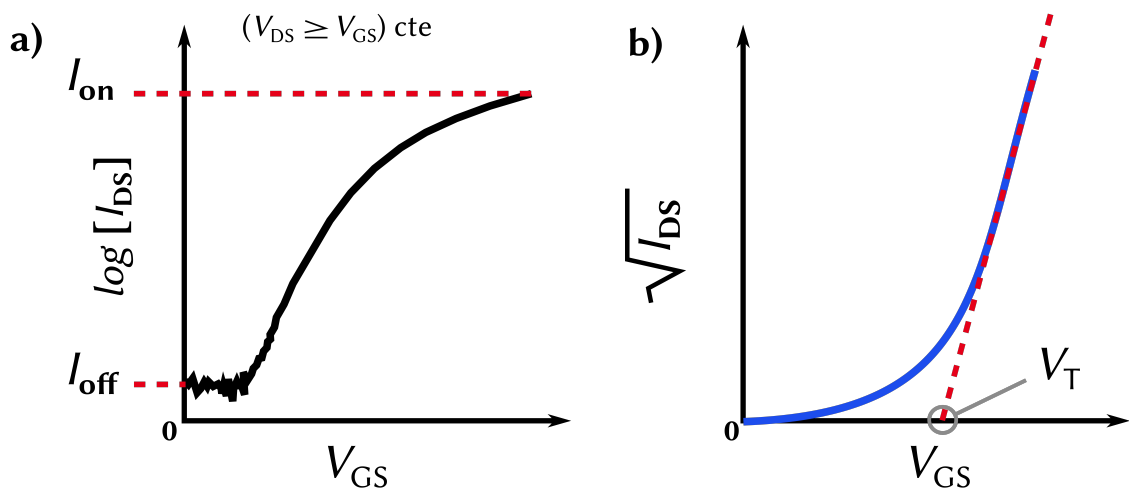 a)
(V_DS ≥ V_GS) cte
I_on
log [I_DS]
I_off
0
V_GS
b)
√I_DS
V_T
0
V_GS